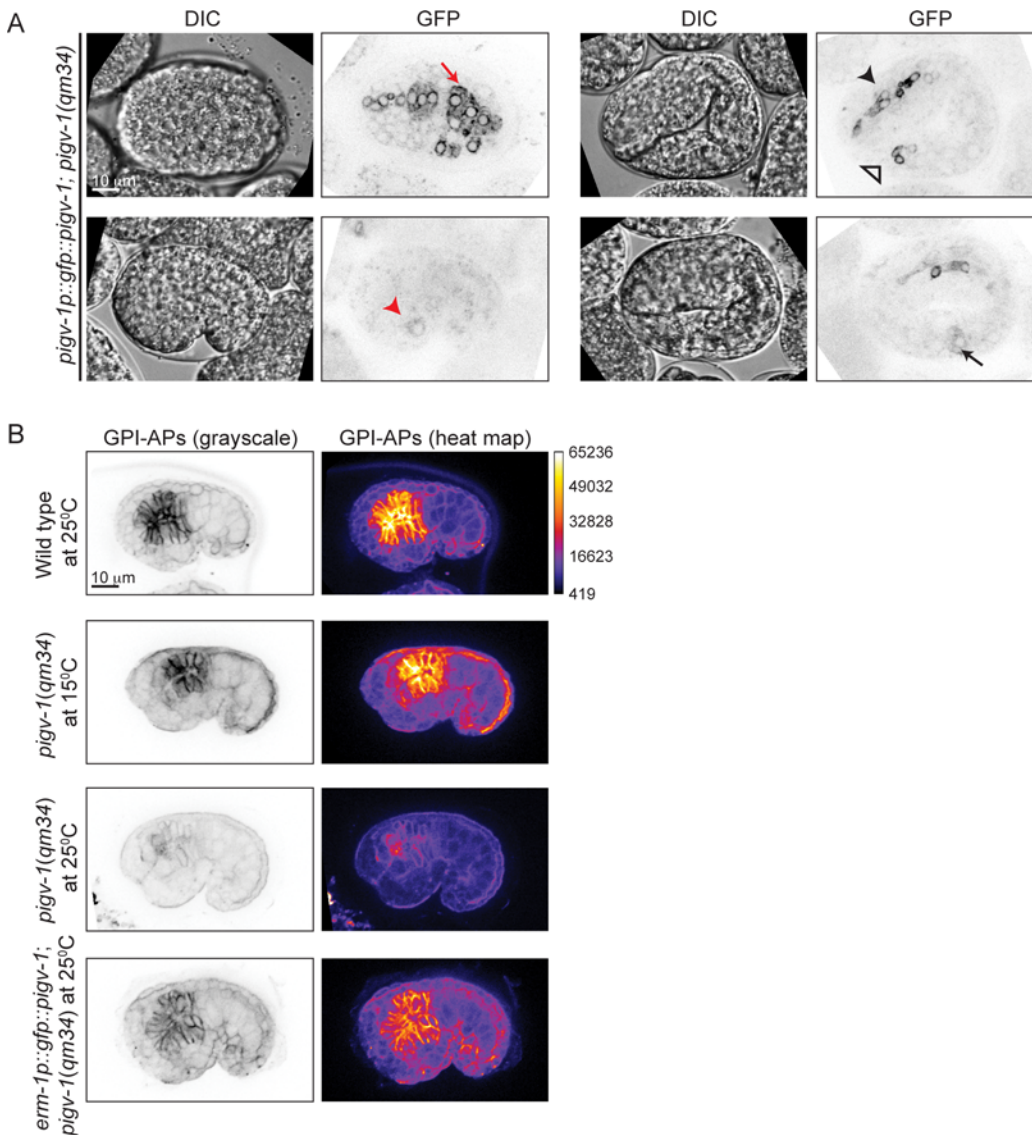 A
DIC
GFP
DIC
GFP
pigv-1p::gfp::pigv-1; pigv-1(qm34)
10 μm
B
GPI-APs (grayscale)
GPI-APs (heat map)
Wild type
at 25⁰C
10 μm
65236
49032
32828
16623
419
pigv-1(qm34)
at 15⁰C
pigv-1(qm34)
at 25⁰C
erm-1p::gfp::pigv-1;
pigv-1(qm34) at 25⁰C